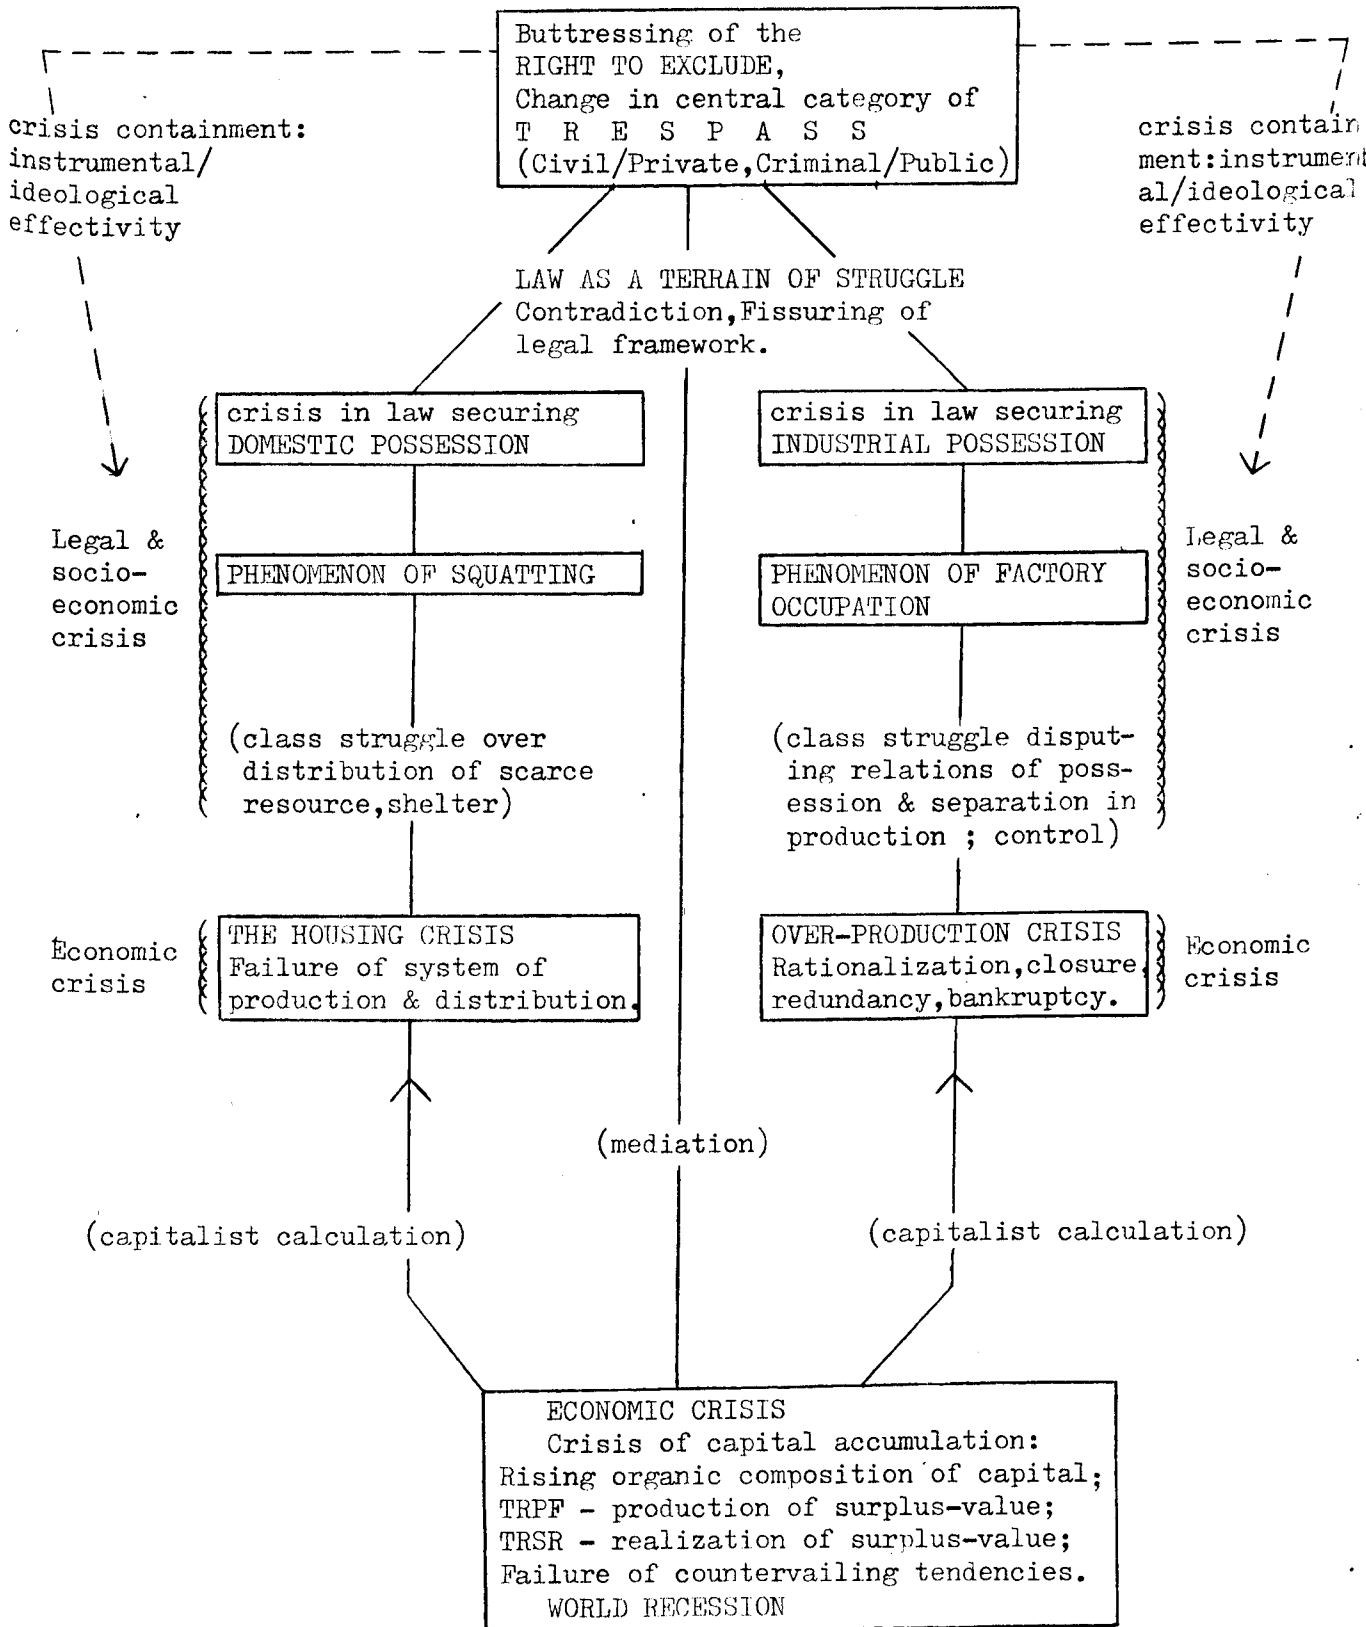 Buttressing of the
RIGHT TO EXCLUDE,
Change in central category of
T R E S P A S S
(Civil/Private,Criminal/Public)
crisis containment:
instrumental/
ideological
effectivity
crisis contain
ment:instrument
al/ideological
effectivity
LAW AS A TERRAIN OF STRUGGLE
Contradiction,Fissuring of
legal framework.
crisis in law securing
DOMESTIC POSSESSION
crisis in law securing
INDUSTRIAL POSSESSION
Legal &
socio-
economic
crisis
PHENOMENON OF SQUATTING
PHENOMENON OF FACTORY
OCCUPATION
Legal &
socio-
economic
crisis
(class struggle over
distribution of scarce
resource,shelter)
(class struggle disput-
ing relations of poss-
ession & separation in
production ; control)
Economic
crisis
THE HOUSING CRISIS
Failure of system of
production & distribution.
OVER-PRODUCTION CRISIS
Rationalization,closure,
redundancy,bankruptcy.
Economic
crisis
(mediation)
(capitalist calculation)
(capitalist calculation)
ECONOMIC CRISIS
Crisis of capital accumulation:
Rising organic composition of capital;
TRPF - production of surplus-value;
TRSR - realization of surplus-value;
Failure of countervailing tendencies.
WORLD RECESSION